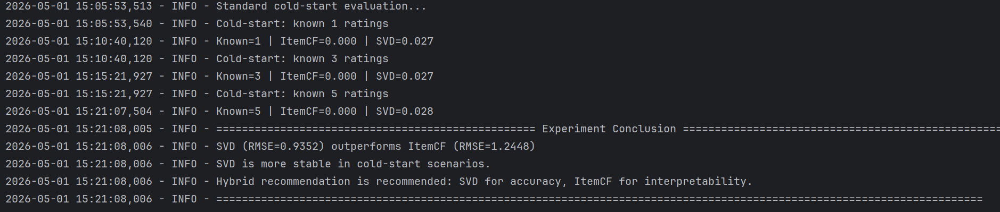 2026-05-01 15:05:53,513 - INFO - Standard cold-start evaluation...
2026-05-01 15:05:53,540 - INFO - Cold-start: known 1 ratings
2026-05-01 15:10:40,120 - INFO - Known=1 | ItemCF=0.000 | SVD=0.027
2026-05-01 15:10:40,120 - INFO - Cold-start: known 3 ratings
2026-05-01 15:15:21,927 - INFO - Known=3 | ItemCF=0.000 | SVD=0.027
2026-05-01 15:15:21,927 - INFO - Cold-start: known 5 ratings
2026-05-01 15:21:07,504 - INFO - Known=5 | ItemCF=0.000 | SVD=0.028
2026-05-01 15:21:08,005 - INFO - ================================================== Experiment Conclusion ==================================================
2026-05-01 15:21:08,006 - INFO - SVD (RMSE=0.9352) outperforms ItemCF (RMSE=1.2448)
2026-05-01 15:21:08,006 - INFO - SVD is more stable in cold-start scenarios.
2026-05-01 15:21:08,006 - INFO - Hybrid recommendation is recommended: SVD for accuracy, ItemCF for interpretability.
2026-05-01 15:21:08,006 - INFO - ========================================================================================================================